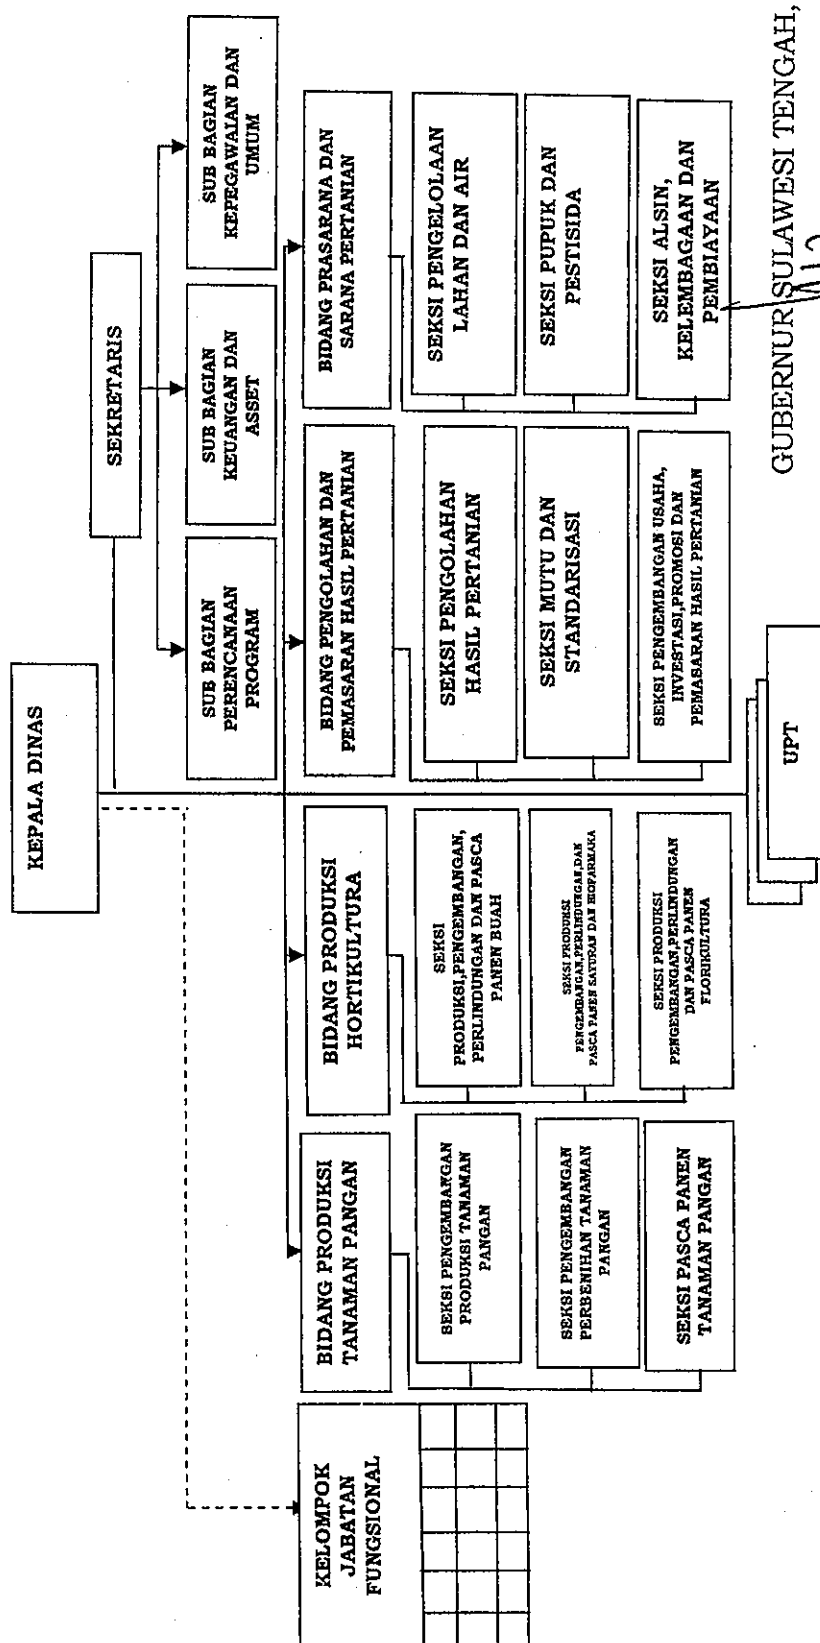 KEPALA DINAS
SEKRETARIS
SUB BAGIAN
PERENCANAAN
PROGRAM
SUB BAGIAN
KEUANGAN DAN
ASSET
SUB BAGIAN
KEPEGAWAIAN DAN
UMUM
KELOMPOK
JABATAN
FUNGSIONAL
BIDANG PRODUKSI
TANAMAN PANGAN
SEKSI PENGEMBANGAN
PRODUKSI TANAMAN
PANGAN
SEKSI PENGEMBANGAN
PERBENIHAN TANAMAN
PANGAN
SEKSI PASCA PANEN
TANAMAN PANGAN
BIDANG PRODUKSI
HORTIKULTURA
SEKSI
PRODUKSI,PENGEMBANGAN,
PERLINDUNGAN DAN PASCA
PANEN BUAH
SEKSI PRODUKSI
PENGEMBANGAN,PERLINDUNGAN,DAN
PASCA PANEN SAYURAN DAN BIOFARMAKA
SEKSI PRODUKSI
PENGEMBANGAN,PERLINDUNGAN
DAN PASCA PANEN
FLORIKULTURA
BIDANG PENGOLAHAN DAN
PEMASARAN HASIL PERTANIAN
SEKSI PENGOLAHAN
HASIL PERTANIAN
SEKSI MUTU DAN
STANDARISASI
SEKSI PENGEMBANGAN USAHA,
INVESTASI,PROMOSI DAN
PEMASARAN HASIL PERTANIAN
BIDANG PRASARANA DAN
SARANA PERTANIAN
SEKSI PENGELOLAAN
LAHAN DAN AIR
SEKSI PUPUK DAN
PESTISIDA
SEKSI ALSIN,
KELEMBAGAAN DAN
PEMBIAYAAN
UPT
GUBERNUR SULAWESI TENGAH,